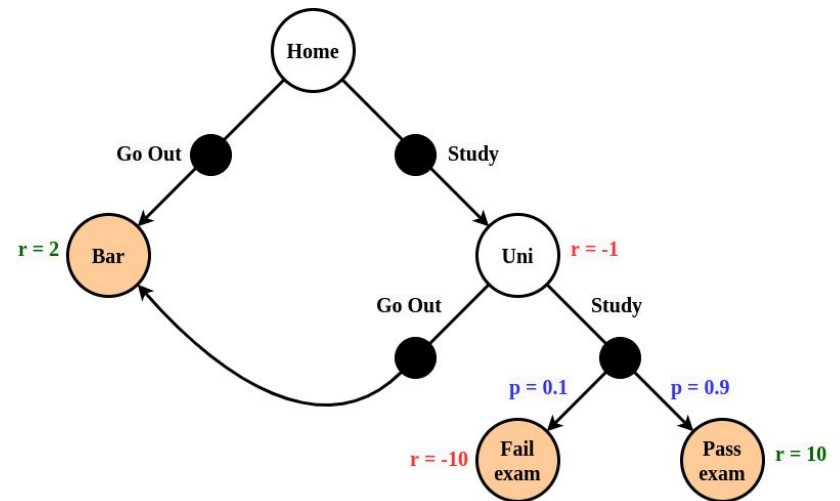 Home
Go Out
Study
r = 2
Bar
Uni
r = -1
Go Out
Study
p = 0.1
p = 0.9
r = -10
Fail
exam
Pass
exam
r = 10